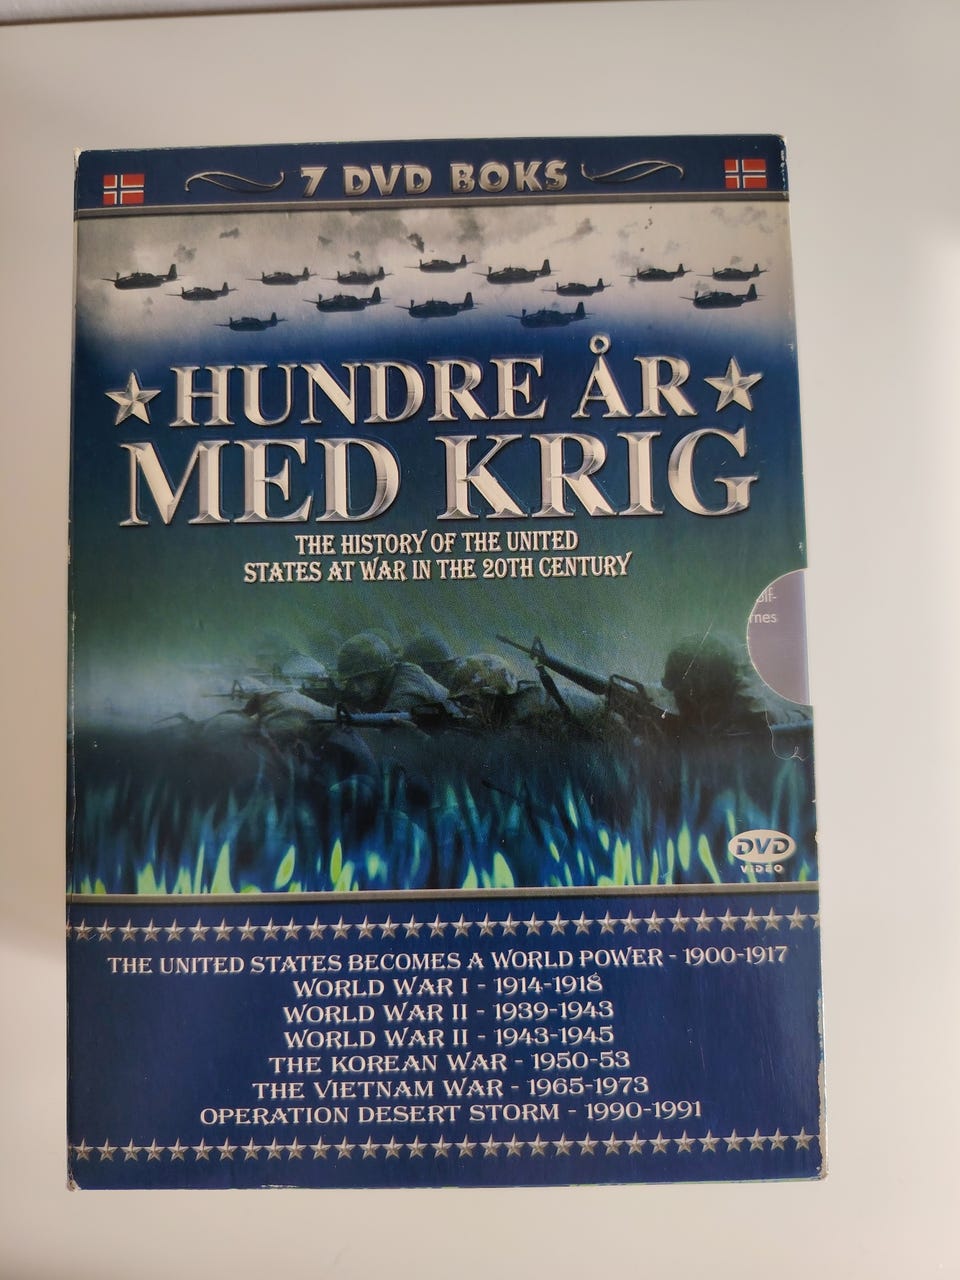 7 DVD BOKS
HUNDRE ÅR
MED KRIG
THE HISTORY OF THE UNITED
STATES AT WAR IN THE 20TH CENTURY
DVD
VIDEO
THE UNITED STATES BECOMES A WORLD POWER - 1900-1917
WORLD WAR I - 1914-1918
WORLD WAR II - 1939-1943
WORLD WAR II - 1943-1945
THE KOREAN WAR - 1950-53
THE VIETNAM WAR - 1965-1973
OPERATION DESERT STORM - 1990-1991